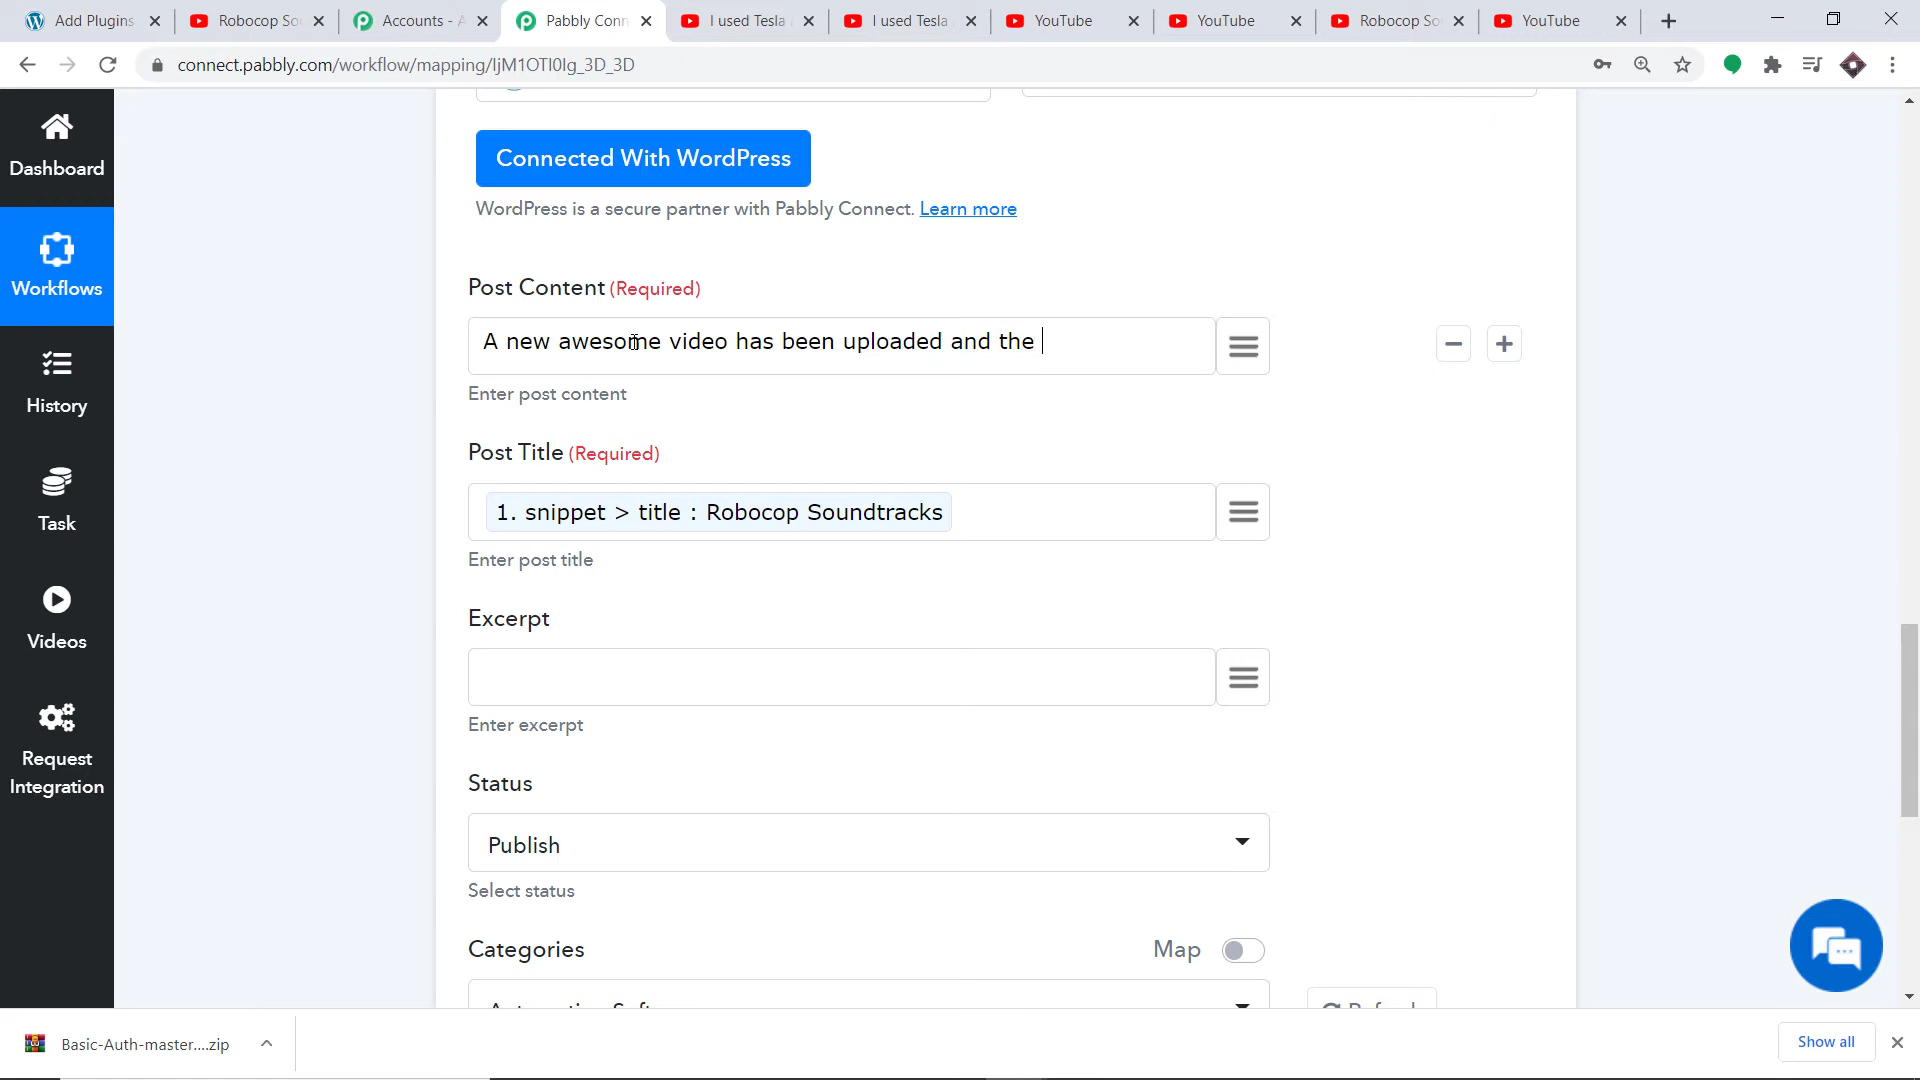 Add Plugins
Robocop So
Accounts - A
Pabbly Conn
I used Tesla
I used Tesla
YouTube
YouTube
Robocop So
YouTube
connect.pabbly.com/workflow/mapping/IjM1OTI0Ig_3D_3D
Dashboard
Workflows
History
Task
Videos
Request
Integration
Connected With WordPress
WordPress is a secure partner with Pabbly Connect. Learn more
Post Content (Required)
A new awesome video has been uploaded and the
Enter post content
Post Title (Required)
1. snippet > title : Robocop Soundtracks
Enter post title
Excerpt
Enter excerpt
Status
Publish
Select status
Categories
Map
Basic-Auth-master....zip
Show all